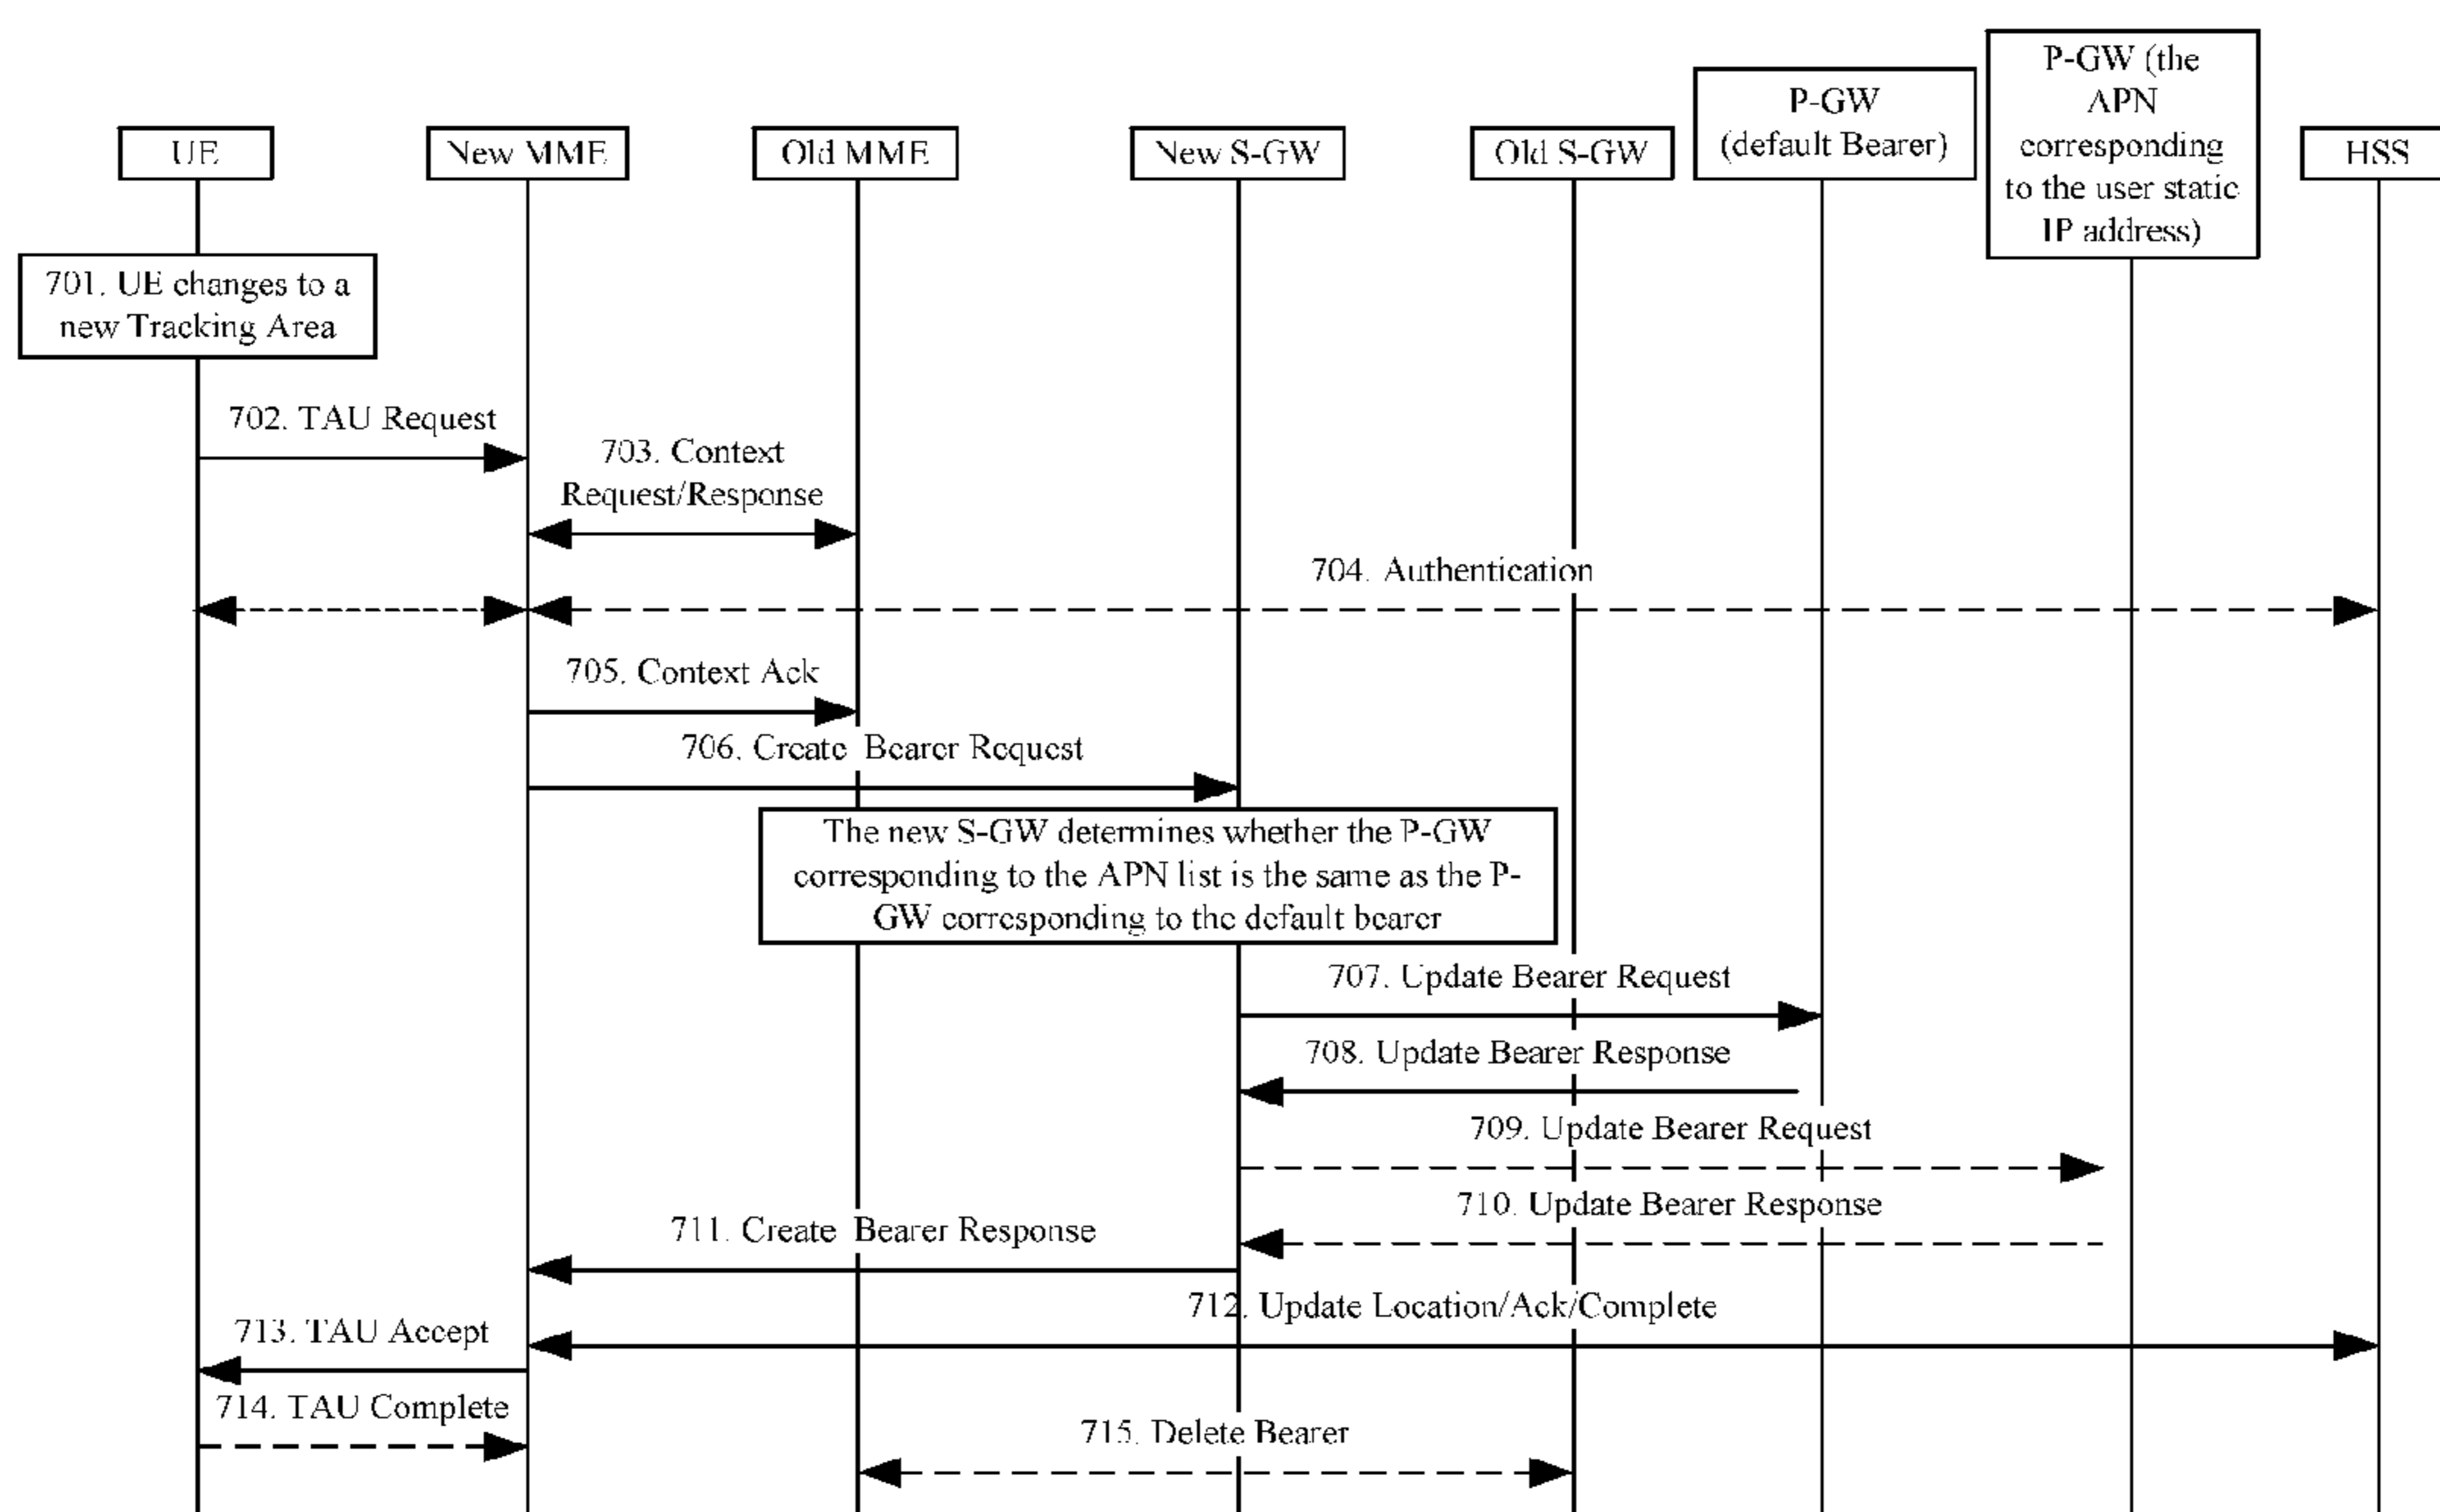 UE
New MME
Old MME
New S-GW
Old S-GW
P-GW
(default Bearer)
P-GW (the
APN
corresponding
to the user static
IP address)
HSS
701. UE changes to a
new Tracking Area
702. TAU Request
703. Context
Request/Response
704. Authentication
705. Context Ack
706. Create Bearer Request
The new S-GW determines whether the P-GW
corresponding to the APN list is the same as the P-
GW corresponding to the default bearer
707. Update Bearer Request
708. Update Bearer Response
709. Update Bearer Request
710. Update Bearer Response
711. Create Bearer Response
712. Update Location/Ack/Complete
713. TAU Accept
714. TAU Complete
715. Delete Bearer